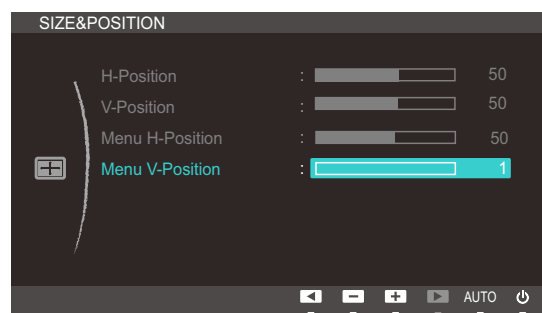 SIZE&POSITION
H-Position : 50
V-Position : 50
Menu H-Position : 50
Menu V-Position : 1
AUTO